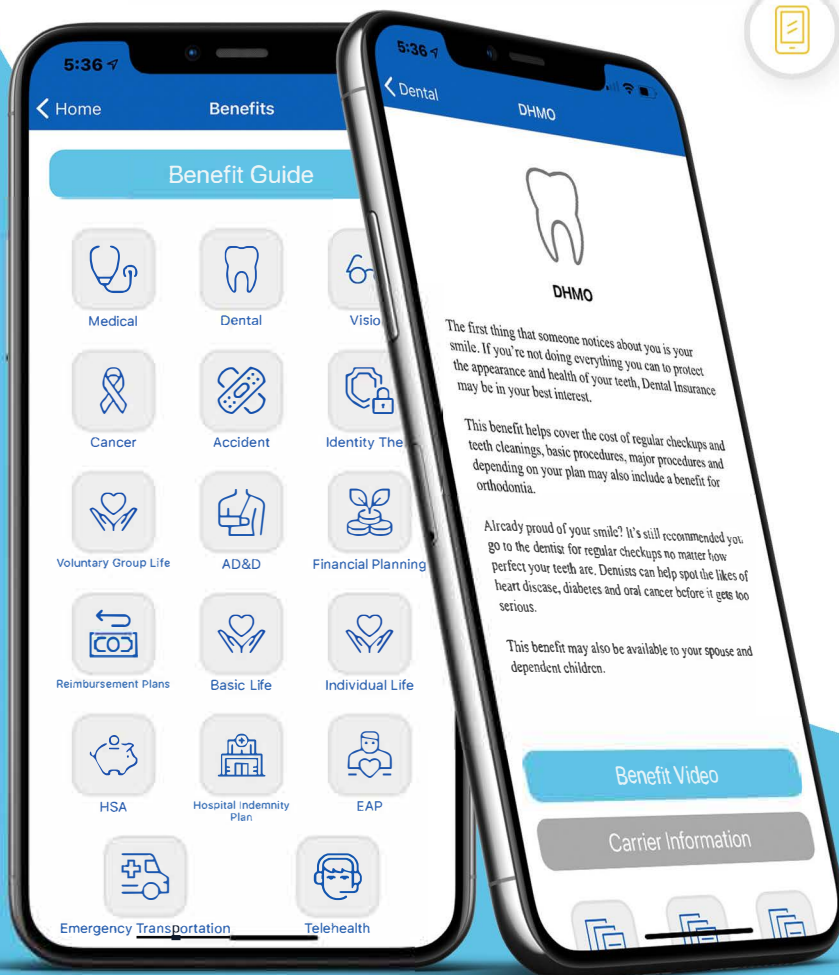 5:36
Home
Benefits
Benefit Guide
Medical
Dental
Visio
Cancer
Accident
Identity The
Voluntary Group Life
AD&D
Financial Planning
Reimbursement Plans
Basic Life
Individual Life
HSA
Hospital Indemnity
Plan
EAP
Emergency Transportation
Telehealth
5:36
Dental
DHMO
DHMO
The first thing that someone notices about you is your
smile. If you're not doing everything you can to protect
the appearance and health of your teeth, Dental Insurance
may be in your best interest.
This benefit helps cover the cost of regular checkups and
teeth cleanings, basic procedures, major procedures and
depending on your plan may also include a benefit for
orthodontia.
Already proud of your smile? It's still recommended you
go to the dentist for regular checkups no matter how
perfect your teeth are. Dentists can help spot the likes of
heart disease, diabetes and oral cancer before it gets too
serious.
This benefit may also be available to your spouse and
dependent children.
Benefit Video
Carrier Information